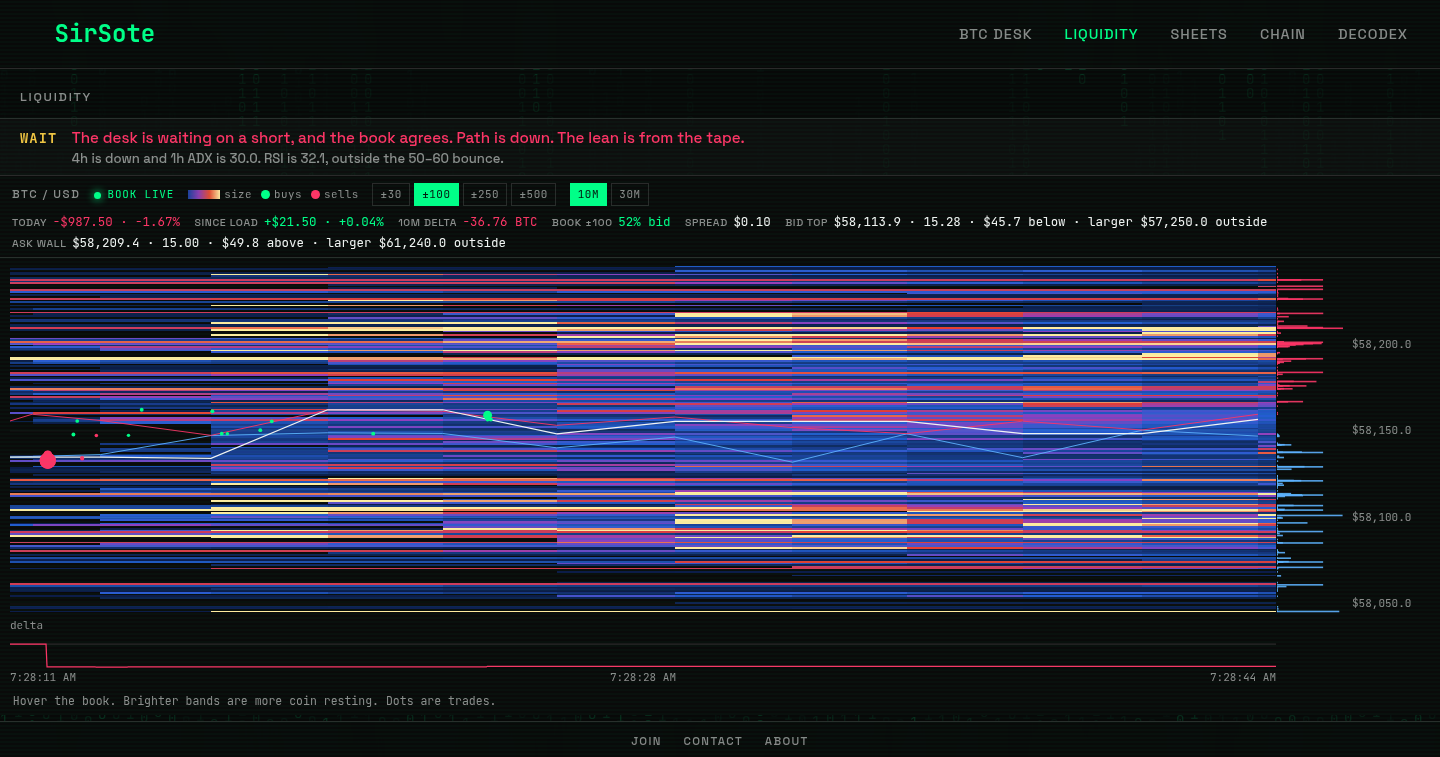 SirSote
BTC DESK LIQUIDITY SHEETS CHAIN DECODEX
LIQUIDITY
WAIT The desk is waiting on a short, and the book agrees. Path is down. The lean is from the tape.
4h is down and 1h ADX is 30.0. RSI is 32.1, outside the 50–60 bounce.
BTC / USD BOOK LIVE size buys sells ±30 ±100 ±250 ±500 10M 30M
TODAY -$987.50 · -1.67% SINCE LOAD +$21.50 · +0.04% 10M DELTA -36.76 BTC BOOK ±100 52% bid SPREAD $0.10 BID TOP $58,113.9 · 15.28 · $45.7 below · larger $57,250.0 outside
ASK WALL $58,209.4 · 15.00 · $49.8 above · larger $61,240.0 outside
$58,200.0
$58,150.0
$58,100.0
$58,050.0
delta
7:28:11 AM 7:28:28 AM 7:28:44 AM
Hover the book. Brighter bands are more coin resting. Dots are trades.
JOIN CONTACT ABOUT